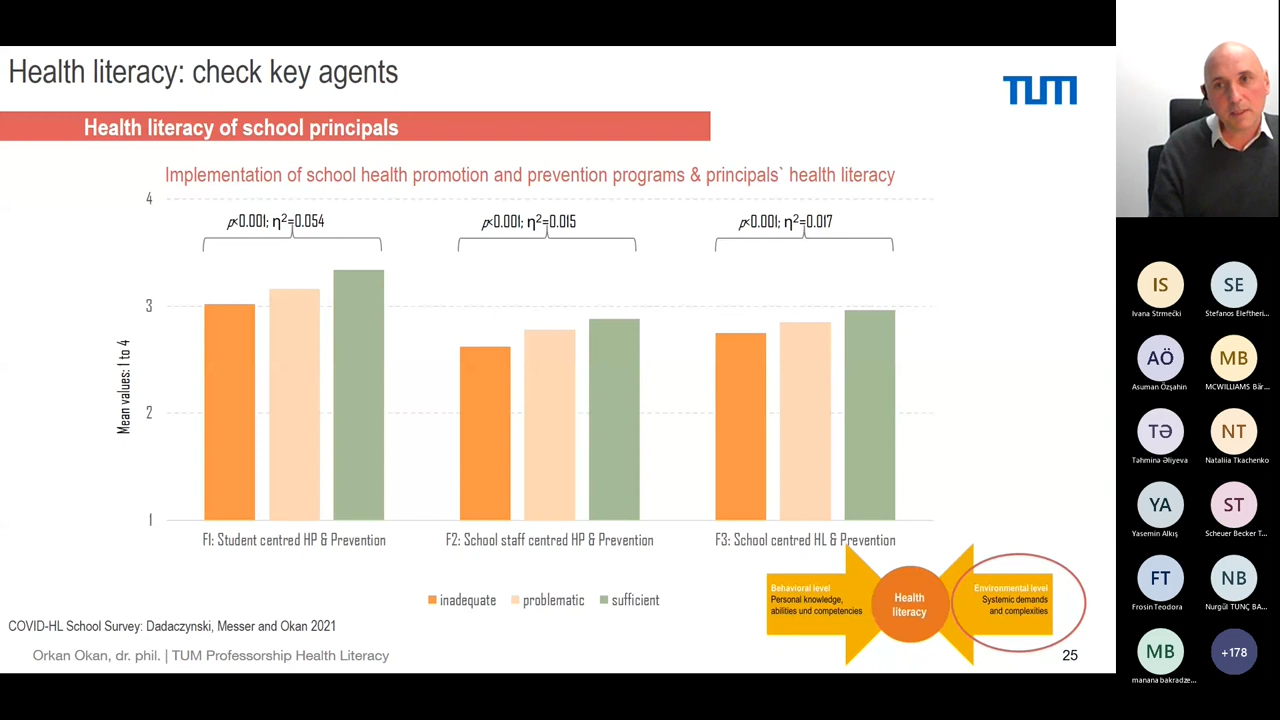 Health literacy: check key agents
TUM
Health literacy of school principals
Implementation of school health promotion and prevention programs & principals` health literacy
4
p<0.001; η²=0.054
p<0.001; η²=0.015
p<0.001; η²=0.017
3
Mean values: 1 to 4
2
1
F1: Student centred HP & Prevention
F2: School staff centred HP & Prevention
F3: School centred HL & Prevention
inadequate
problematic
sufficient
Behavioral level
Personal knowledge,
abilities und competencies
Health
literacy
Environmental level
Systemic demands
and complexities
COVID-HL School Survey: Dadaczynski, Messer and Okan 2021
Orkan Okan, dr. phil. | TUM Professorship Health Literacy
25
IS
Ivana Strmečki
SE
Stefanos Eleftheri...
AÖ
Asuman Özşahin
MB
MCWILLIAMS Bár...
TƏ
Təhminə Əliyeva
NT
Nataliia Tkachenko
YA
Yasemin Alkış
ST
Scheuer Becker T...
FT
Frosin Teodora
NB
Nurgül TUNÇ BA...
MB
manana bakradze...
+178